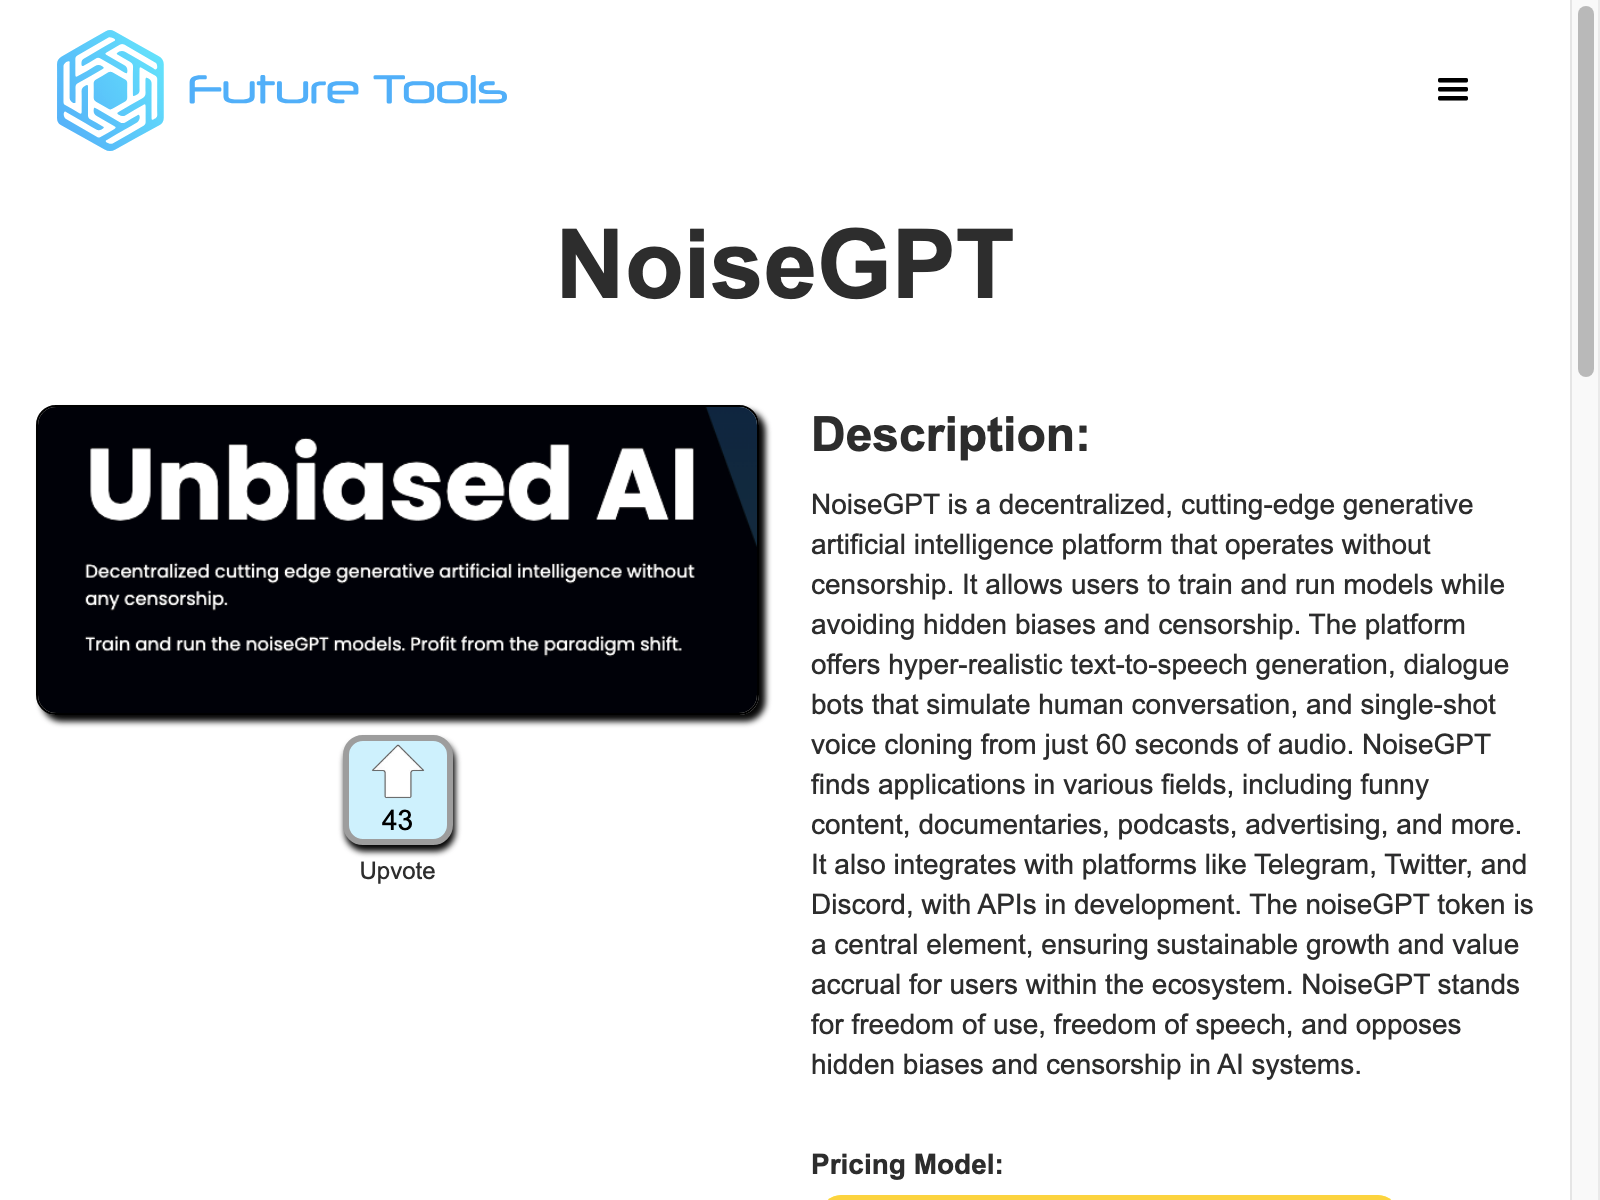 Future Tools
NoiseGPT
Unbiased AI
Decentralized cutting edge generative artificial intelligence without
any censorship.
Train and run the noiseGPT models. Profit from the paradigm shift.
43
Upvote
Description:
NoiseGPT is a decentralized, cutting-edge generative
artificial intelligence platform that operates without
censorship. It allows users to train and run models while
avoiding hidden biases and censorship. The platform
offers hyper-realistic text-to-speech generation, dialogue
bots that simulate human conversation, and single-shot
voice cloning from just 60 seconds of audio. NoiseGPT
finds applications in various fields, including funny
content, documentaries, podcasts, advertising, and more.
It also integrates with platforms like Telegram, Twitter, and
Discord, with APIs in development. The noiseGPT token is
a central element, ensuring sustainable growth and value
accrual for users within the ecosystem. NoiseGPT stands
for freedom of use, freedom of speech, and opposes
hidden biases and censorship in AI systems.
Pricing Model: